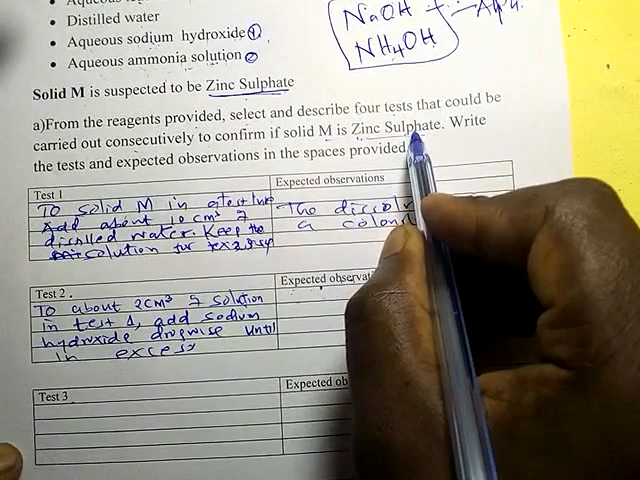 • Distilled water
• Aqueous sodium hydroxide ①
• Aqueous ammonia solution ②
NaOH +
NH4OH
Solid M is suspected to be Zinc Sulphate
a)From the reagents provided, select and describe four tests that could be
carried out consecutively to confirm if solid M is Zinc Sulphate. Write
the tests and expected observations in the spaces provided
Test 1
To solid M in a test tube
Add about 10 cm3 of
distilled water. Keep the
solution for
Expected observations
The
a
Test 2 .
To about 2cm3 of solution
in test 1, add sodium
hydroxide dropwise until
in excess
Expected
Test 3
Expected